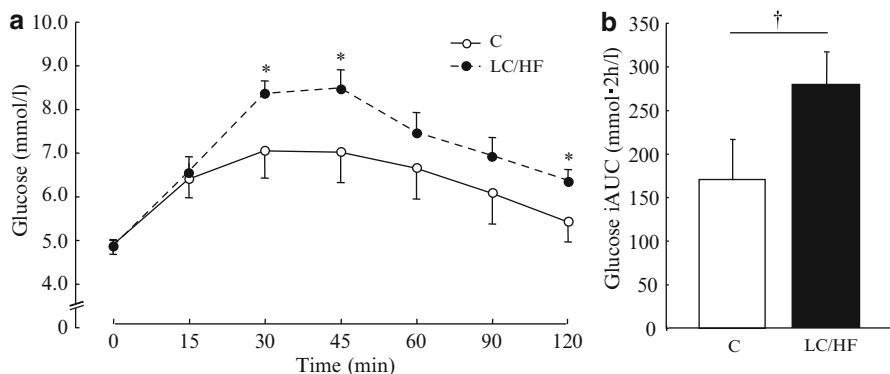 a
Glucose (mmol/l)
10.0
9.0
8.0
7.0
6.0
5.0
4.0
0
* * *
C
LC/HF
0 15 30 45 60 90 120
Time (min)
b
Glucose iAUC (mmol·2h/l)
350
300
250
200
150
100
50
0
†
C LC/HF